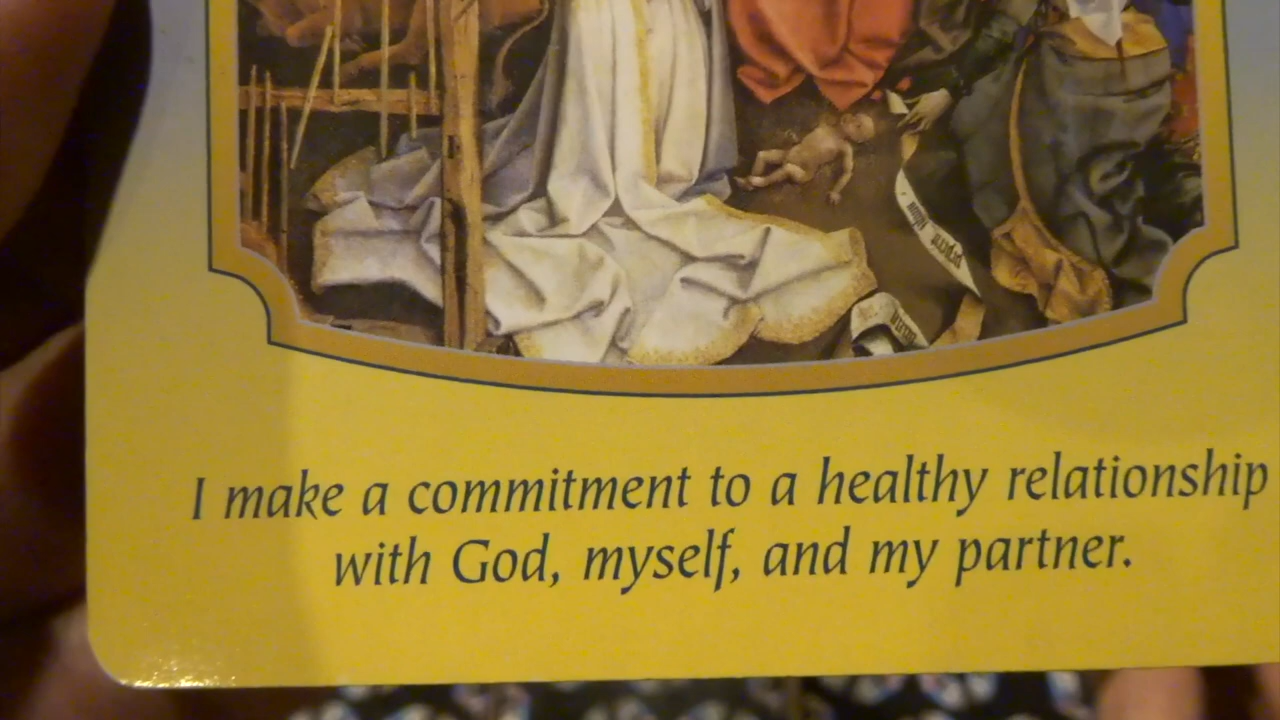 I make a commitment to a healthy relationship
with God, myself, and my partner.